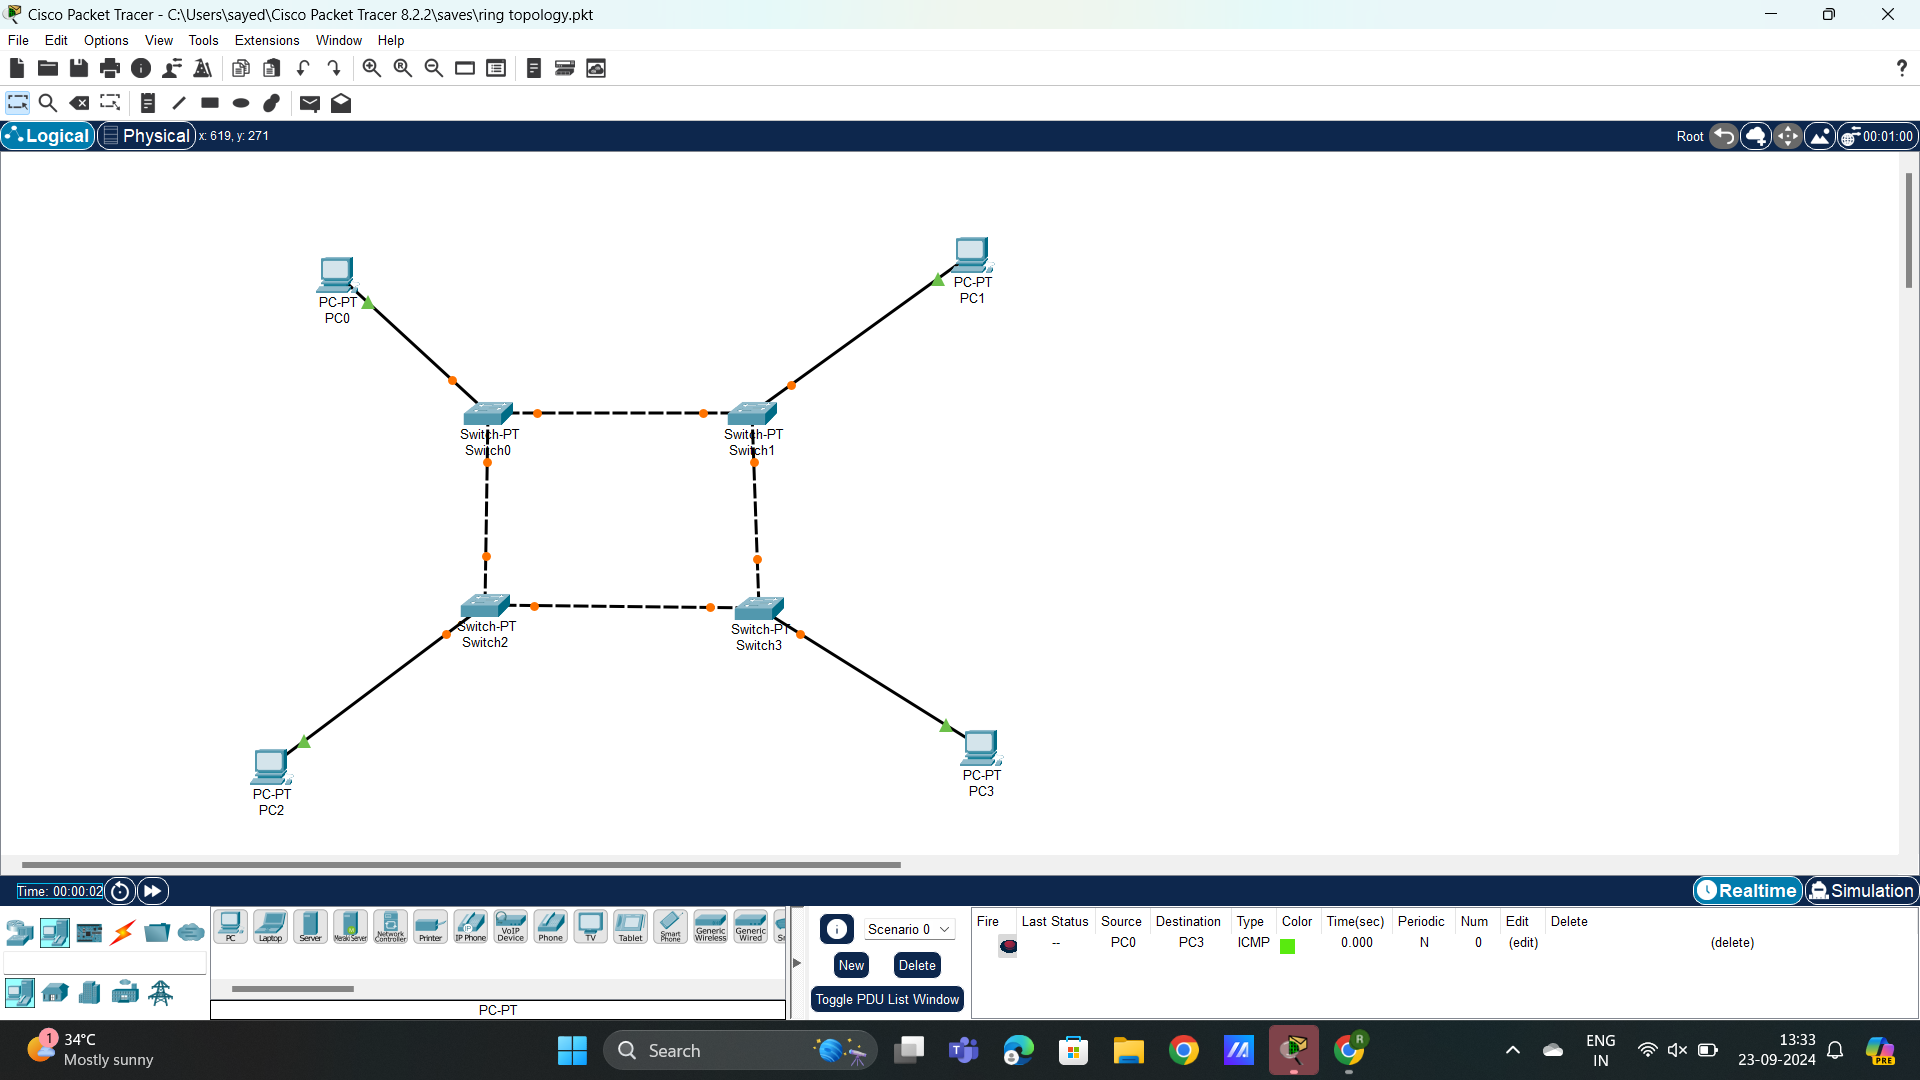 Cisco Packet Tracer - C:\Users\sayed\Cisco Packet Tracer 8.2.2\saves\ring topology.pkt
File Edit Options View Tools Extensions Window Help
?
Logical Physical x: 619, y: 271 Root 00:01:00
PC-PT
PC0
PC-PT
PC1
Switch-PT
Switch0
Switch-PT
Switch1
Switch-PT
Switch2
Switch-PT
Switch3
PC-PT
PC2
PC-PT
PC3
Time: 00:00:02 Realtime Simulation
PC Laptop Server Meraki Server Network Controller Printer IP Phone VoIP Device Phone TV Tablet Smart Phone Generic Wireless Generic Wired
PC-PT
Scenario 0
New Delete
Toggle PDU List Window
Fire Last Status Source Destination Type Color Time(sec) Periodic Num Edit Delete
-- PC0 PC3 ICMP 0.000 N 0 (edit) (delete)
1 34°C
Mostly sunny
Search
R
ENG
IN
13:33
23-09-2024
PRE